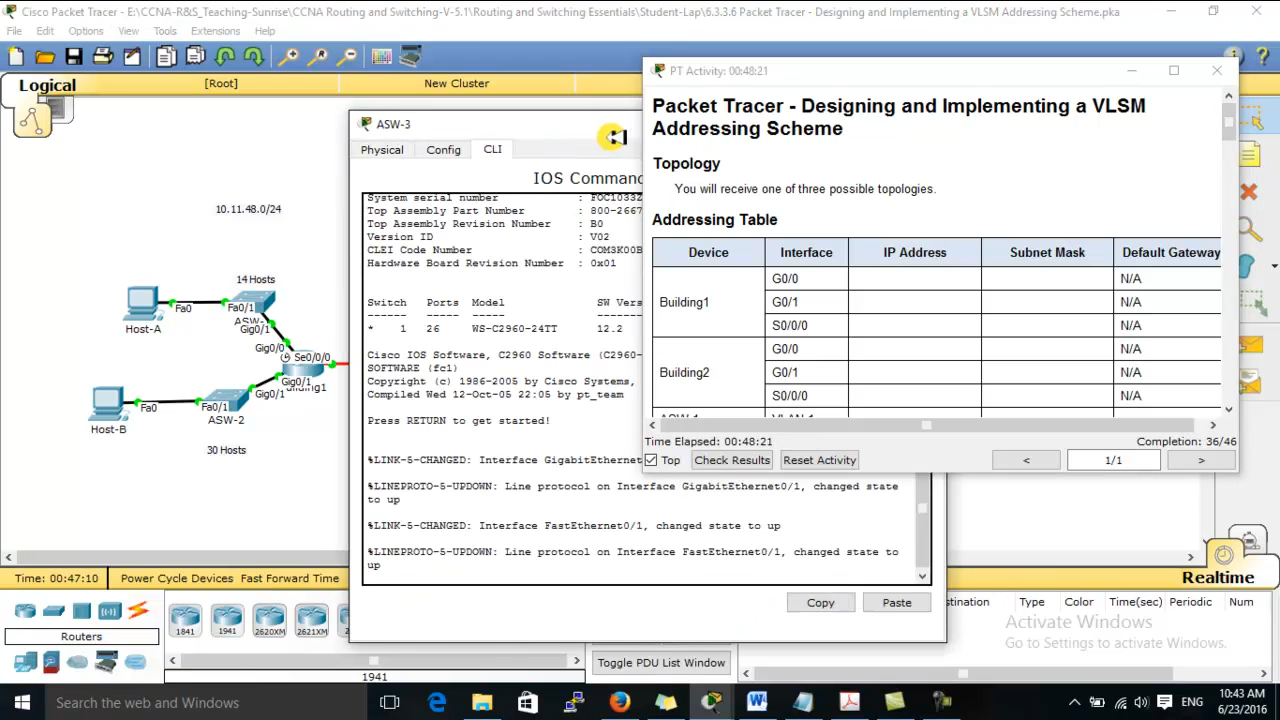 Cisco Packet Tracer - E:\CCNA-R&S_Teaching-Sunrise\CCNA Routing and Switching-V-5.1\Routing and Switching Essentials\Student-Lap\6.3.3.6 Packet Tracer - Designing and Implementing a VLSM Addressing Scheme.pka
File Edit Options View Tools Extensions Help
Logical [Root] New Cluster
PT Activity: 00:48:21
Packet Tracer - Designing and Implementing a VLSM
Addressing Scheme
Topology
You will receive one of three possible topologies.
Addressing Table
Device Interface IP Address Subnet Mask Default Gateway
Building1
G0/0 N/A
G0/1 N/A
S0/0/0 N/A
Building2
G0/0 N/A
G0/1 N/A
S0/0/0 N/A
ASW-1 VLAN 1
Time Elapsed: 00:48:21 Completion: 36/46
Top Check Results Reset Activity < 1/1 >
ASW-3
Physical Config CLI
IOS Comman
System serial number : FOC1033Z
Top Assembly Part Number : 800-2667
Top Assembly Revision Number : B0
Version ID : V02
CLEI Code Number : COM3K00B
Hardware Board Revision Number : 0x01
Switch Ports Model SW Vers
------ ----- ----- -------
* 1 26 WS-C2960-24TT 12.2
Cisco IOS Software, C2960 Software (C2960-
SOFTWARE (fc1)
Copyright (c) 1986-2005 by Cisco Systems,
Compiled Wed 12-Oct-05 22:05 by pt_team
Press RETURN to get started!
%LINK-5-CHANGED: Interface GigabitEthernet
%LINEPROTO-5-UPDOWN: Line protocol on Interface GigabitEthernet0/1, changed state
to up
%LINK-5-CHANGED: Interface FastEthernet0/1, changed state to up
%LINEPROTO-5-UPDOWN: Line protocol on Interface FastEthernet0/1, changed state to
up
Copy Paste
10.11.48.0/24
14 Hosts
Fa0 Fa0/1
Host-A
Gig0/1
Gig0/0 Se0/0/0
Gig0/1
Gig0/1
Fa0 Fa0/1
Host-B ASW-2
30 Hosts
Time: 00:47:10 Power Cycle Devices Fast Forward Time Realtime
Routers
1841 1941 2620XM 2621XM
1941
Toggle PDU List Window
stination Type Color Time(sec) Periodic Num
Activate Windows
Go to Settings to activate Windows.
Search the web and Windows
ENG
10:43 AM
6/23/2016